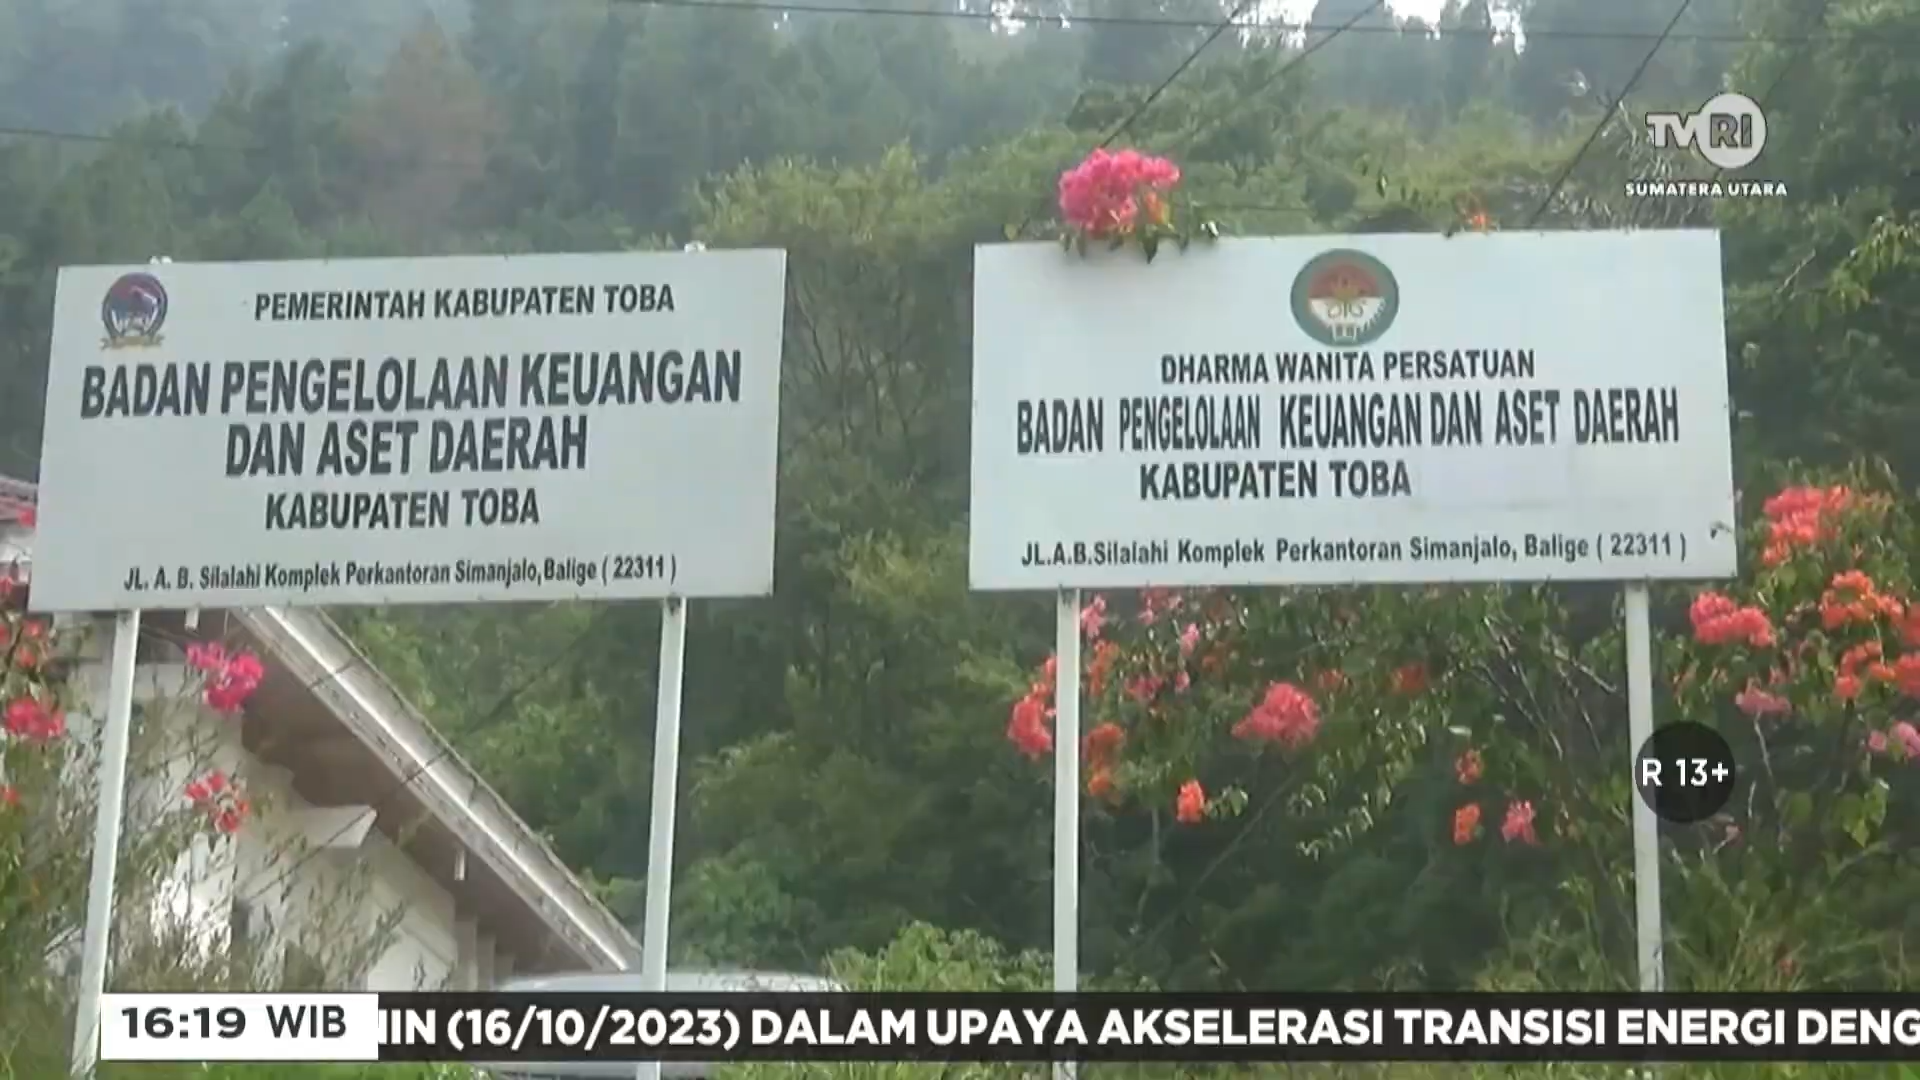 TVRI
SUMATERA UTARA
PEMERINTAH KABUPATEN TOBA
BADAN PENGELOLAAN KEUANGAN
DAN ASET DAERAH
KABUPATEN TOBA
JL. A. B. Silalahi Komplek Perkantoran Simanjalo, Balige ( 22311 )
DHARMA WANITA PERSATUAN
BADAN PENGELOLAAN KEUANGAN DAN ASET DAERAH
KABUPATEN TOBA
JL.A.B.Silalahi Komplek Perkantoran Simanjalo, Balige ( 22311 )
R 13+
16:19 WIB
NIN (16/10/2023) DALAM UPAYA AKSELERASI TRANSISI ENERGI DENG